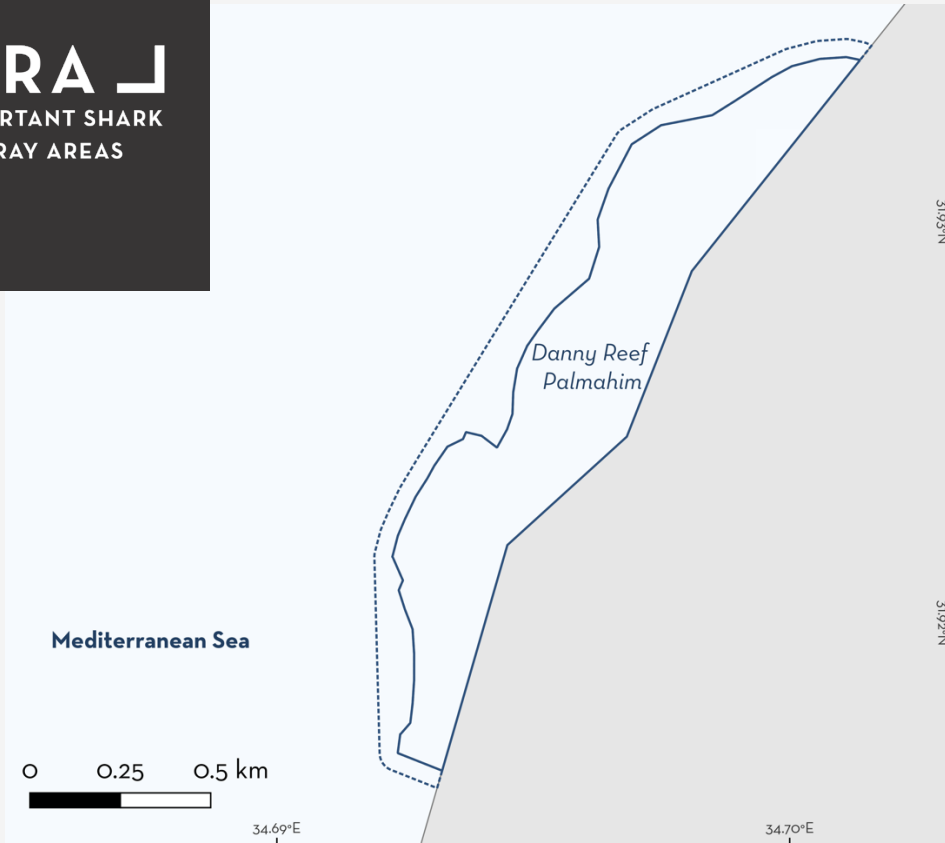 RA
RTANT SHARK
RAY AREAS
31.93°N
Danny Reef
Palmahim
31.92°N
Mediterranean Sea
0 0.25 0.5 km
34.69°E 34.70°E